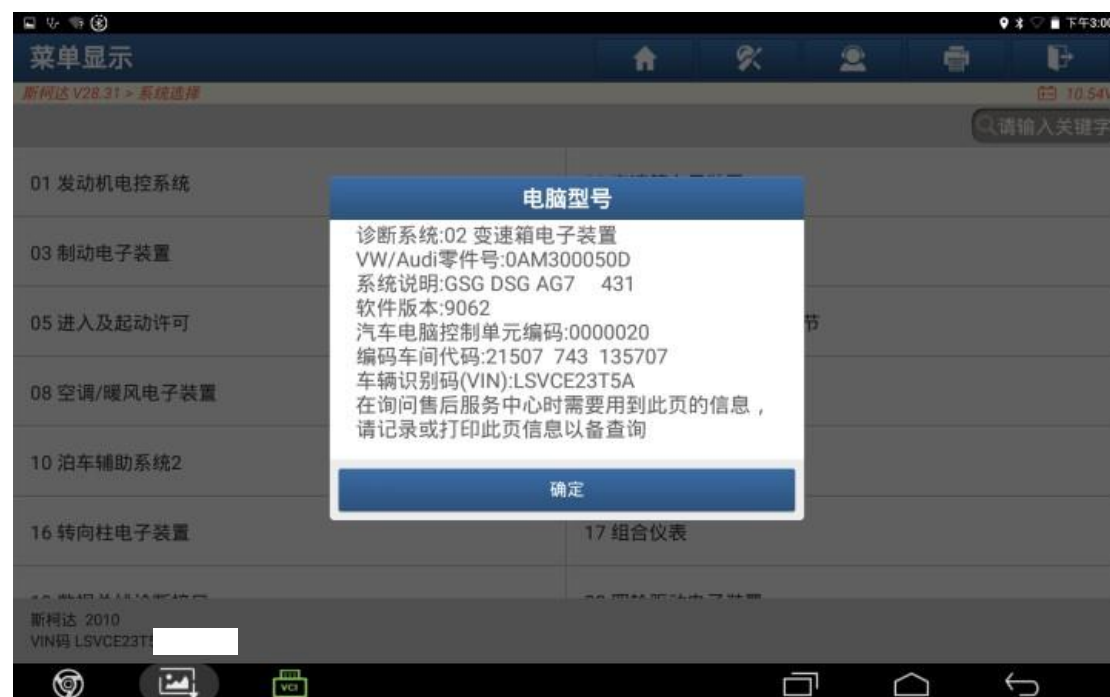 下午3:00
菜单显示
斯柯达 V28.31 > 系统选择
10.54V
请输入关键字
01 发动机电控系统
03 制动电子装置
05 进入及起动许可
节
08 空调/暖风电子装置
10 泊车辅助系统2
16 转向柱电子装置
17 组合仪表
电脑型号
诊断系统:02 变速箱电子装置
VW/Audi零件号:0AM300050D
系统说明:GSG DSG AG7 431
软件版本:9062
汽车电脑控制单元编码:0000020
编码车间代码:21507 743 135707
车辆识别码(VIN):LSVCE23T5A
在询问售后服务中心时需要用到此页的信息，
请记录或打印此页信息以备查询
确定
斯柯达 2010
VIN码 LSVCE23T5
VCI